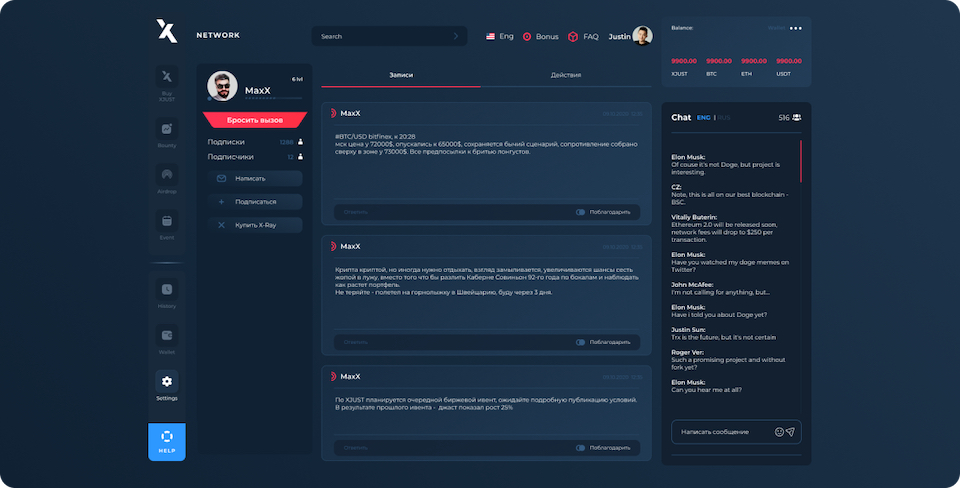 NETWORK
Search
Eng
Bonus
FAQ
Justin
Balance:
9900.00 9900.00 9900.00 9900.00
XJUST BTC ETH USDT
Buy
XJUST
Bounty
Airdrop
Event
History
Wallet
Settings
HELP
6 lvl
MaxX
Бросить вызов
Подписки 1288
Подписчики 12
Написать
Подписаться
Купить X-Ray
Записи
Действия
MaxX
#BTC/USD bitfinex, к 20:28
мск цена у 72000$, опускались к 65000$, сохраняется бычий сценарий, сопротивление собрано
сверху в зоме у 73000$. Все предпосылки к бритью лонгустов.
Ответить
Поблагодарить
MaxX
Крипта криптой, но иногда нужно отдыхать, взгляд замыливается, увеличиваются шансы сесть
жопой в лужу, вместо того что бы разлить Каберне Совиньон 92-го года по бокалам и наблюдать
как растет портфель.
Не теряйте - полетел на горнолыжку в Швейцарию, буду через 3 дня.
Ответить
Поблагодарить
MaxX
По XJUST планируется очередной биржевой ивент, ожидайте подробную публикацию условий.
В результате прошлого ивента - джаст показал рост 25%
Ответить
Поблагодарить
Chat ENG | RUS 516
Elon Musk:
Of couse it's not Doge, but project is
interesting.
CZ:
Note, this is all on our best blockchain -
BSC.
Vitaliy Buterin:
Ethereum 2.0 will be released soon,
network fees will drop to $250 per
transaction.
Elon Musk:
Have you watched my doge memes on
Twitter?
John McAfee:
I'm not calling for anything, but...
Elon Musk:
Have i told you about Doge yet?
Justin Sun:
Trx is the future, but it's not certain
Roger Ver:
Such a promising project and without
fork yet?
Elon Musk:
Can you hear me at all?
Написать сообщение